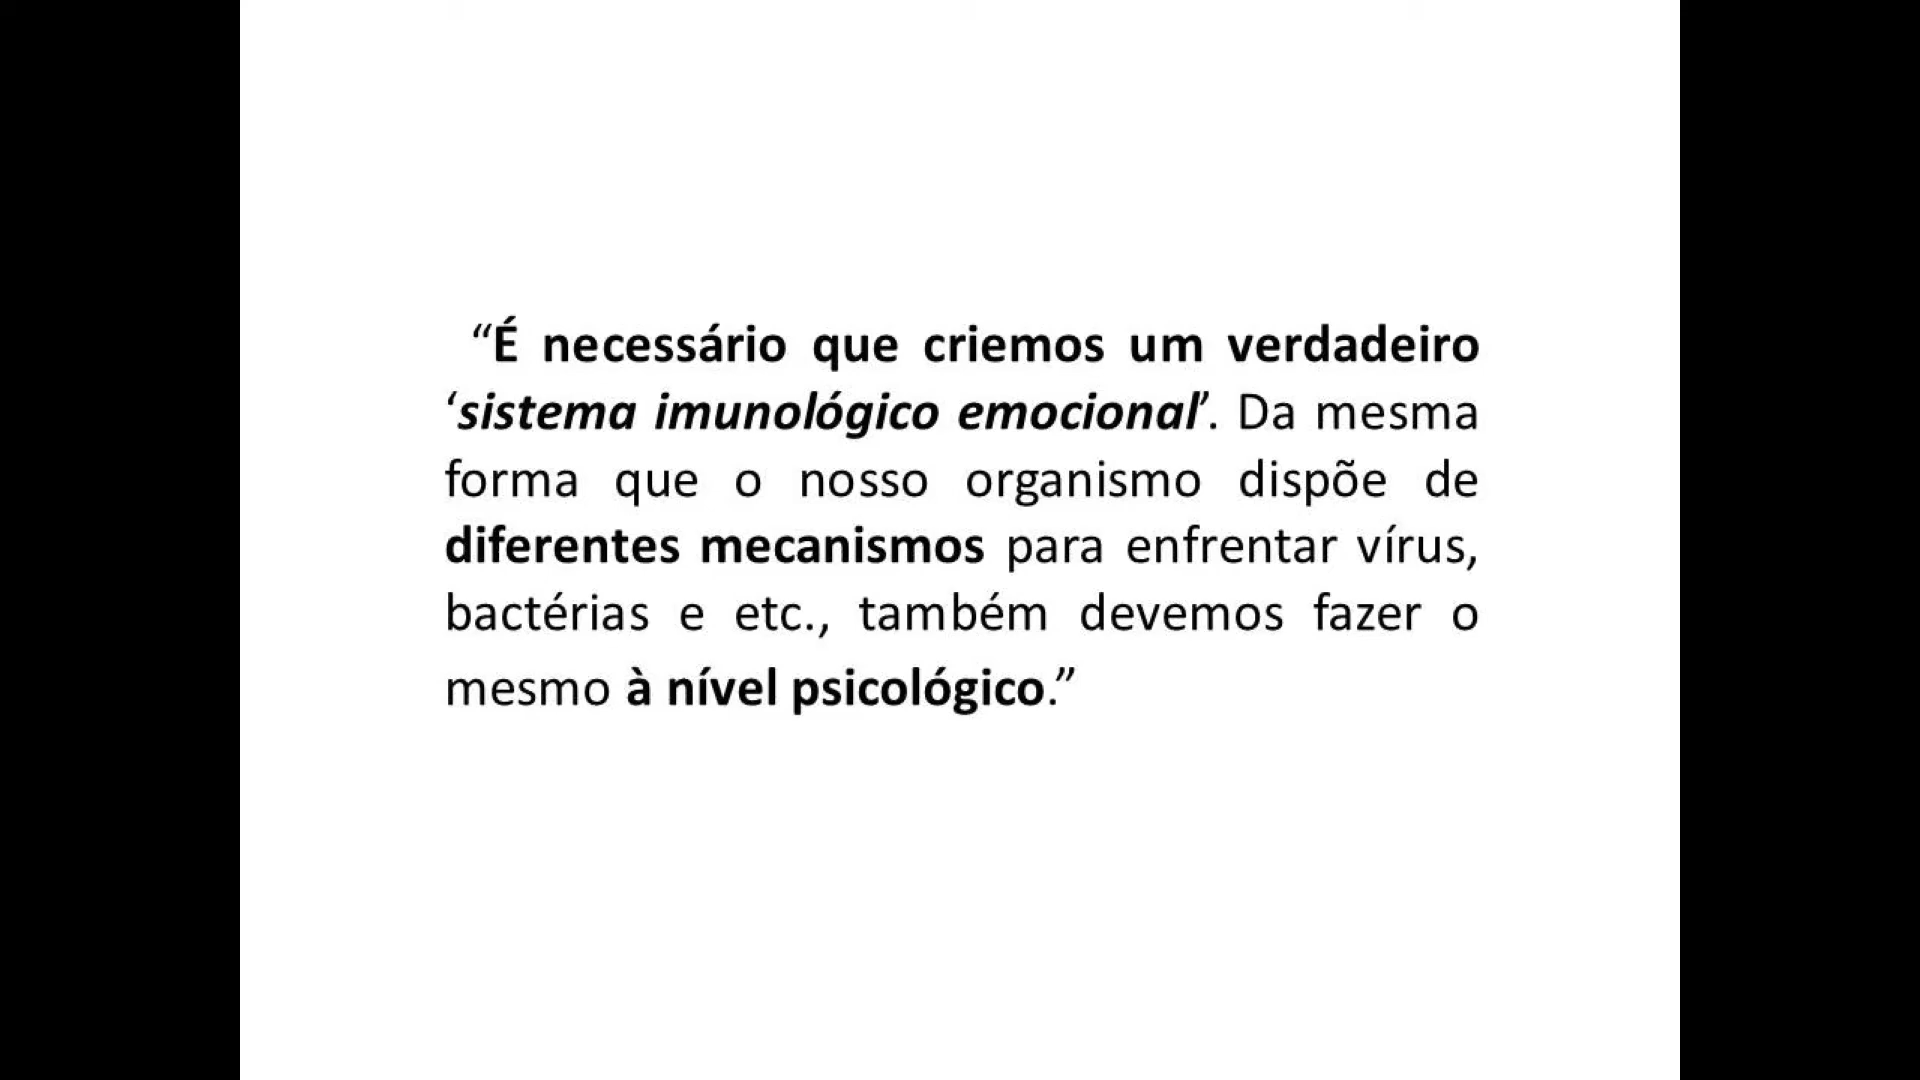 “É necessário que criemos um verdadeiro
‘sistema imunológico emocional’. Da mesma
forma que o nosso organismo dispõe de
diferentes mecanismos para enfrentar vírus,
bactérias e etc., também devemos fazer o
mesmo à nível psicológico.”